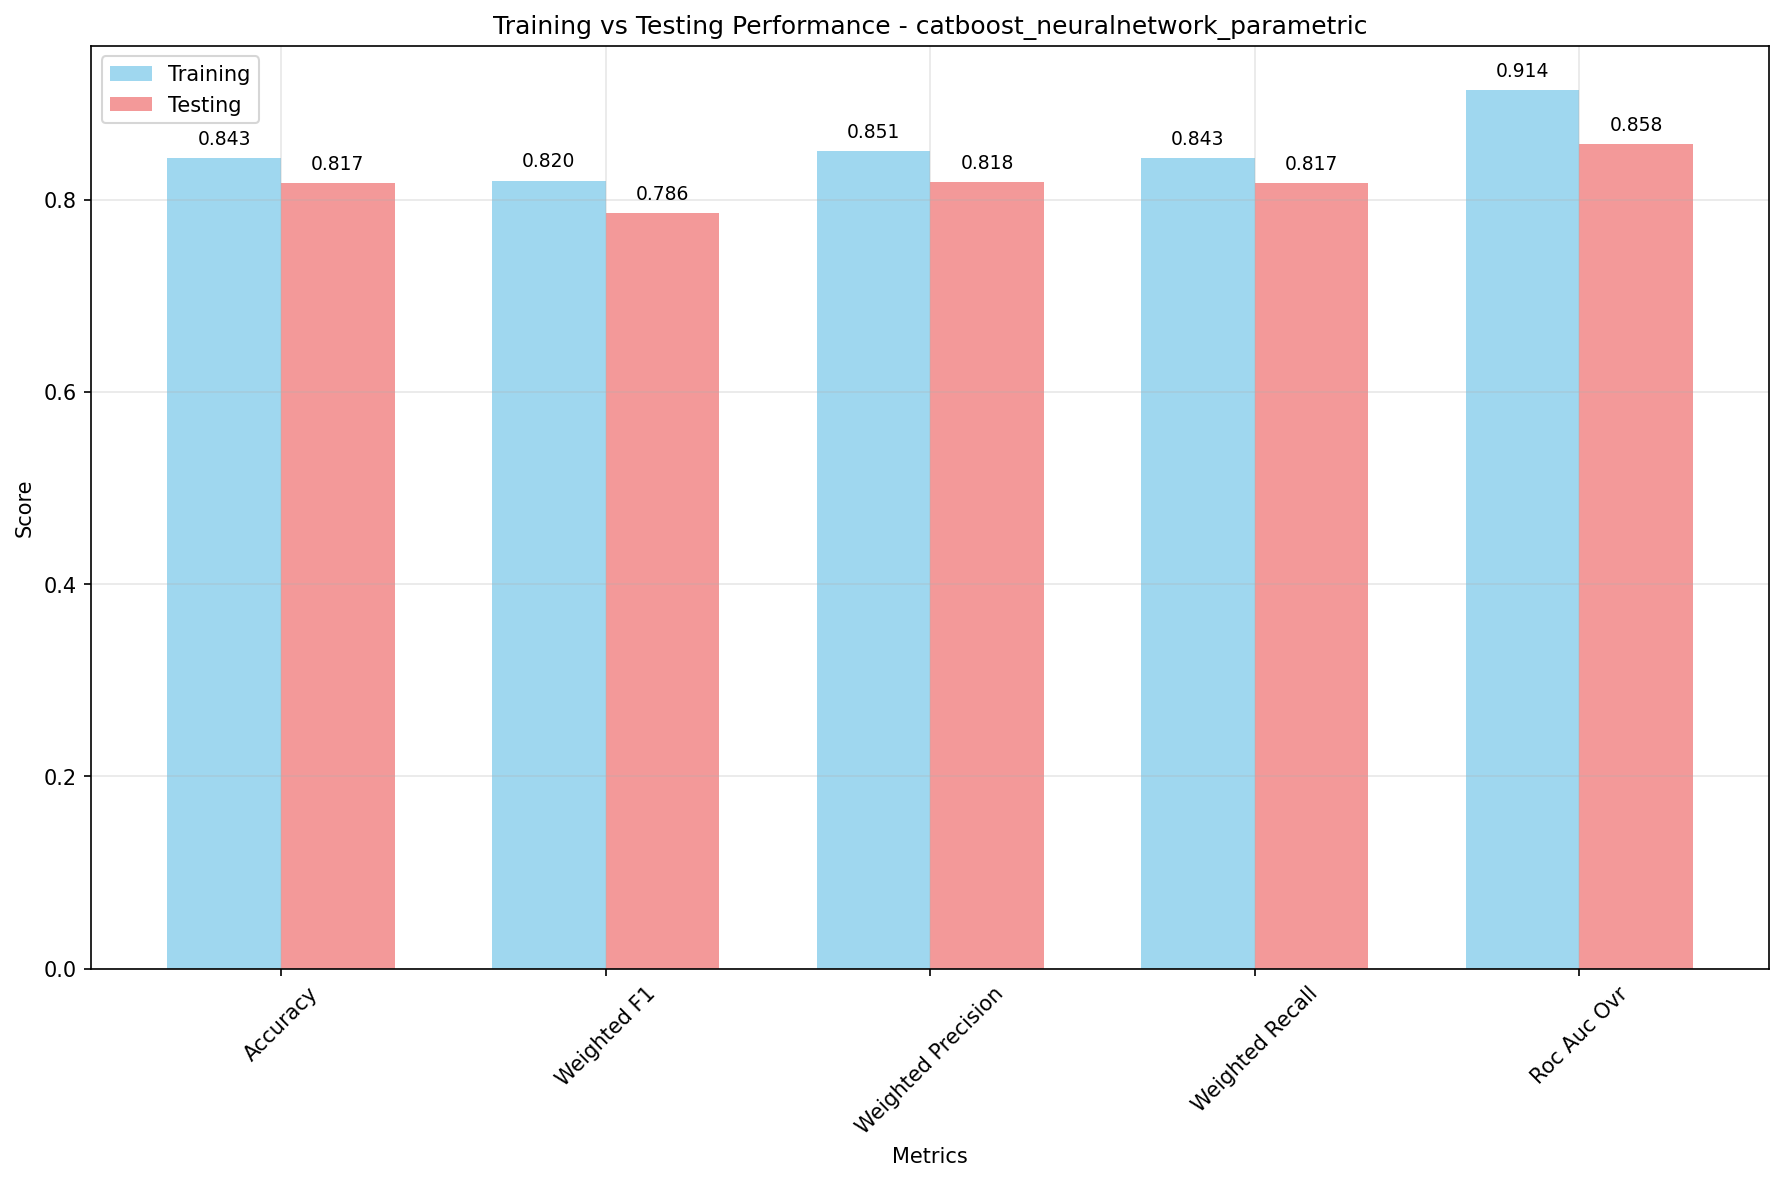 Training vs Testing Performance - catboost_neuralnetwork_parametric
Training
Testing
0.843
0.817
0.820
0.786
0.851
0.818
0.843
0.817
0.914
0.858
0.8
0.6
0.4
0.2
0.0
Score
Accuracy
Weighted F1
Weighted Precision
Weighted Recall
Roc Auc Ovr
Metrics